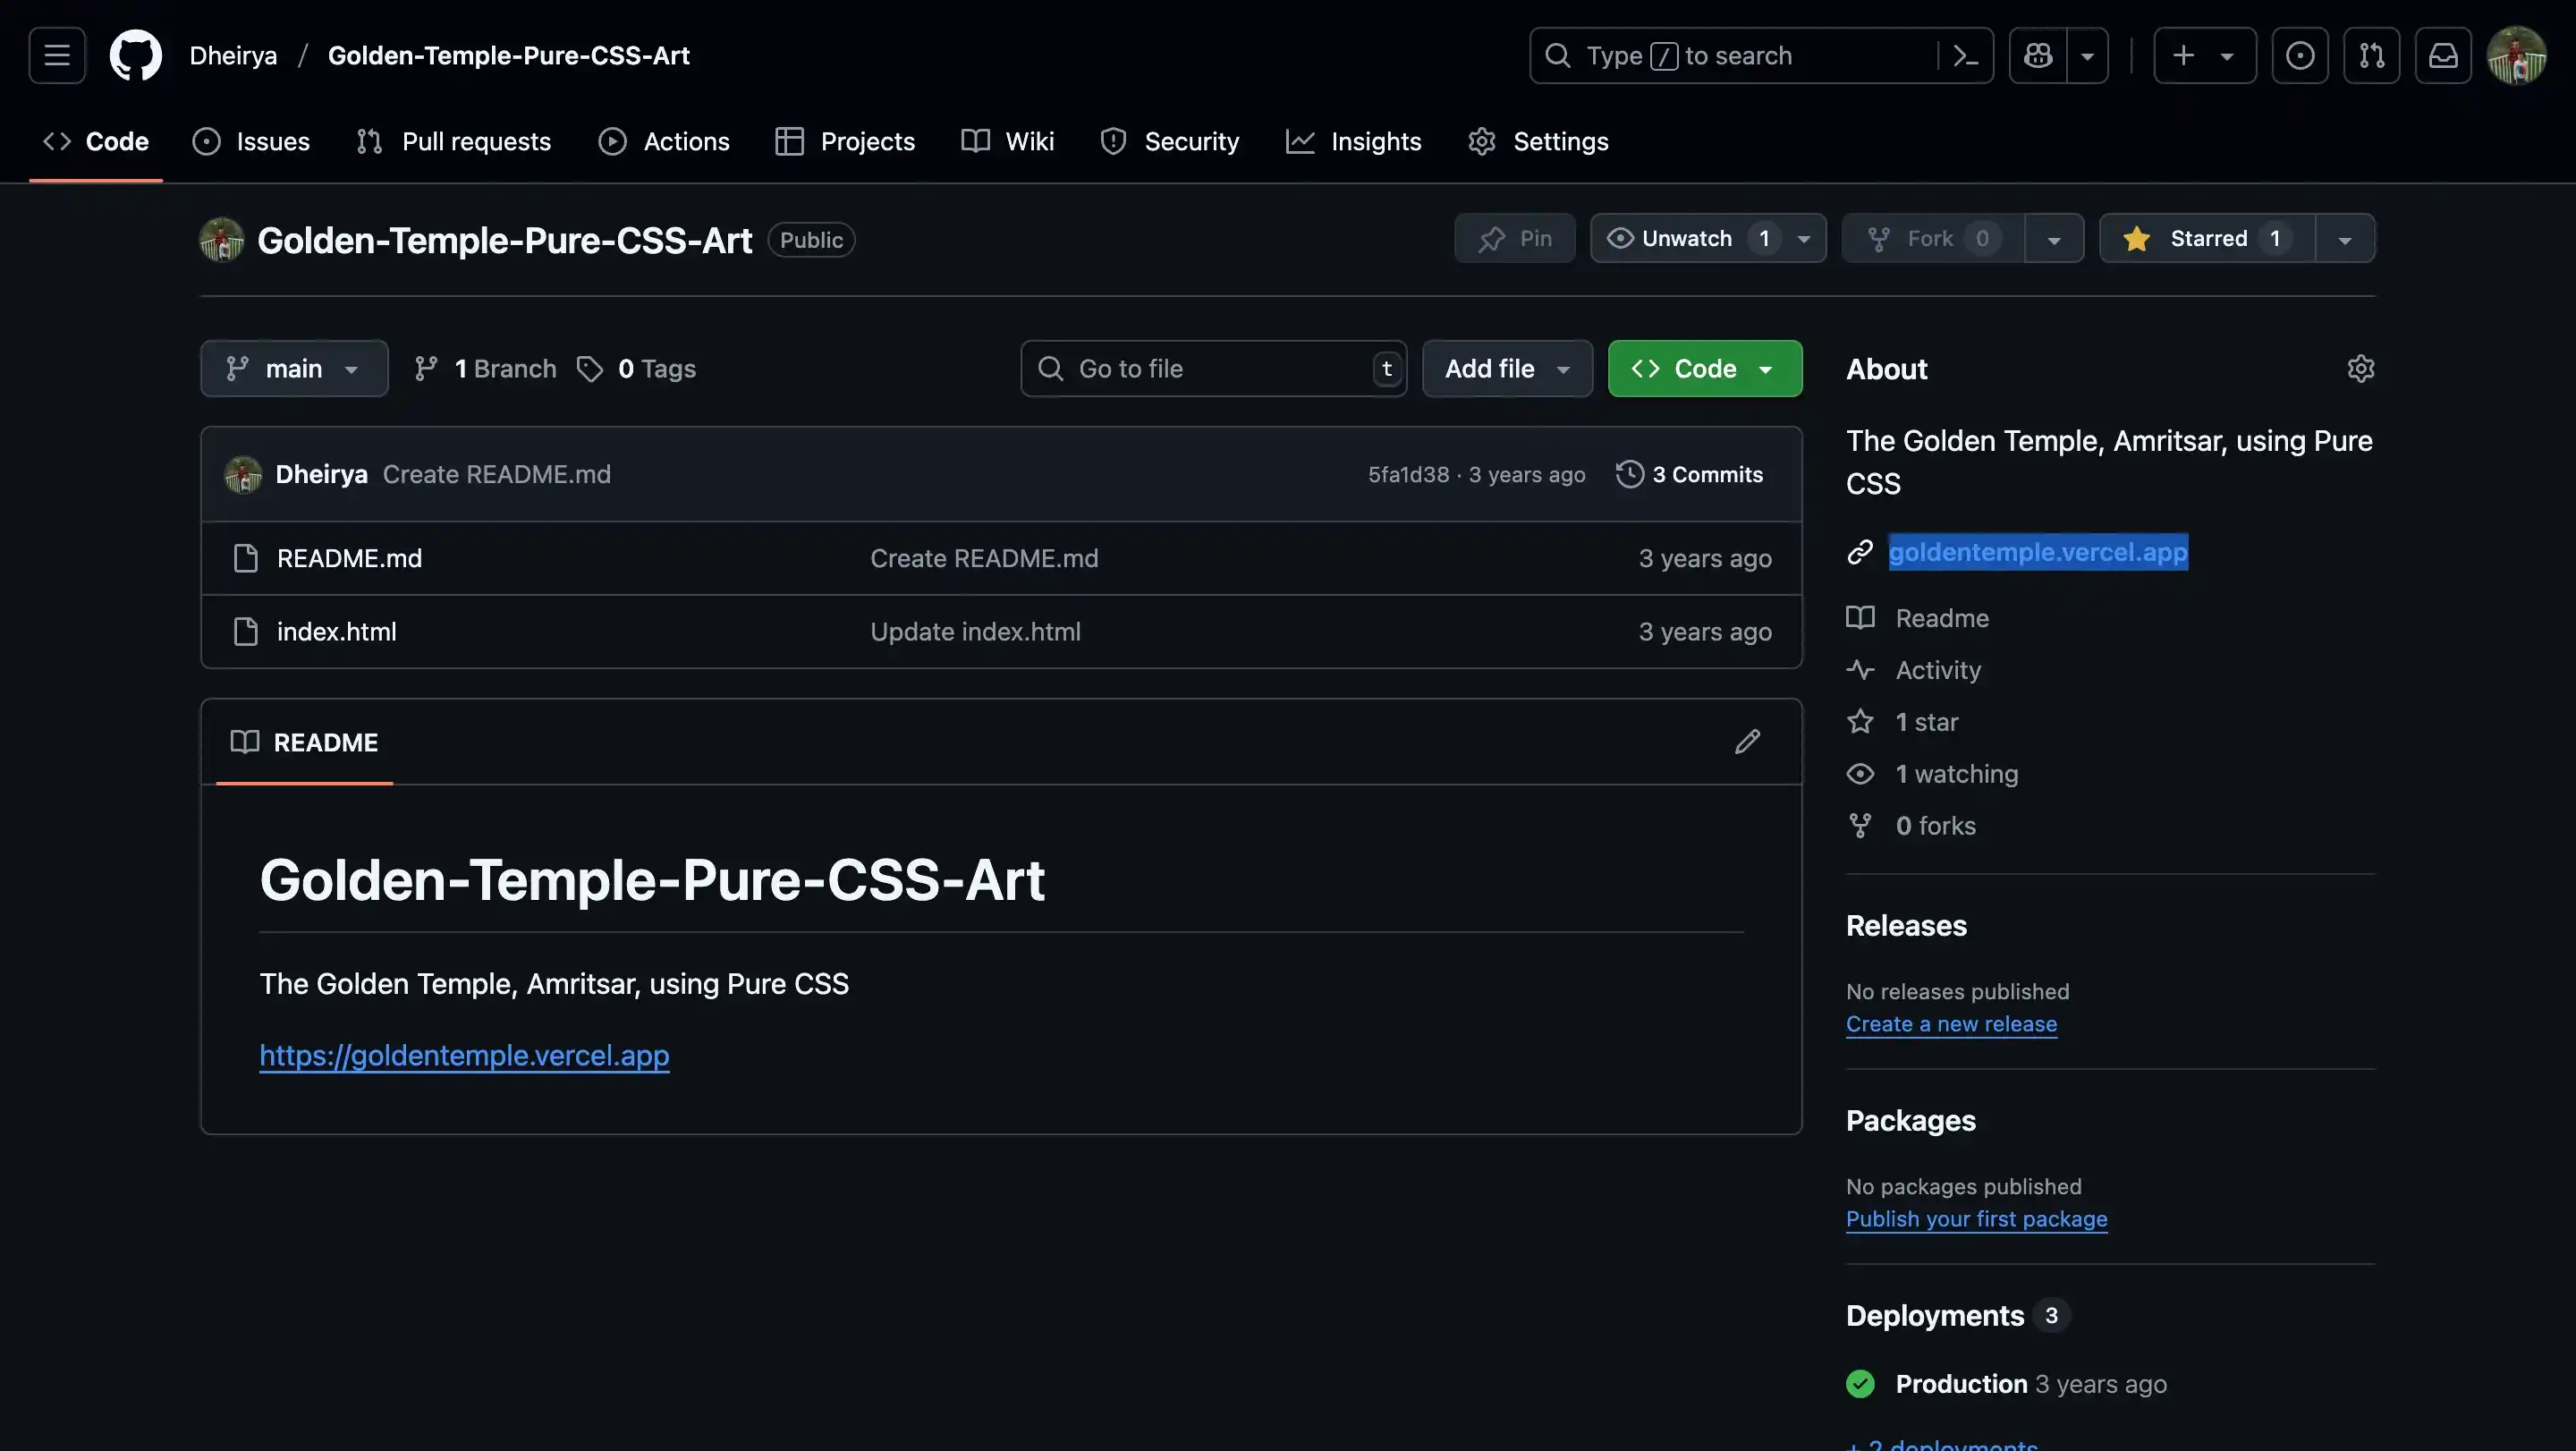 Dheirya / Golden-Temple-Pure-CSS-Art
Type / to search
Code Issues Pull requests Actions Projects Wiki Security Insights Settings
Golden-Temple-Pure-CSS-Art Public
Pin Unwatch 1 Fork 0 Starred 1
main 1 Branch 0 Tags
Go to file t Add file Code
Dheirya Create README.md 5fa1d38 · 3 years ago 3 Commits
README.md Create README.md 3 years ago
index.html Update index.html 3 years ago
README
Golden-Temple-Pure-CSS-Art
The Golden Temple, Amritsar, using Pure CSS
https://goldentemple.vercel.app
About
The Golden Temple, Amritsar, using Pure
CSS
goldentemple.vercel.app
Readme
Activity
1 star
1 watching
0 forks
Releases
No releases published
Create a new release
Packages
No packages published
Publish your first package
Deployments 3
Production 3 years ago
+ 2 deployments